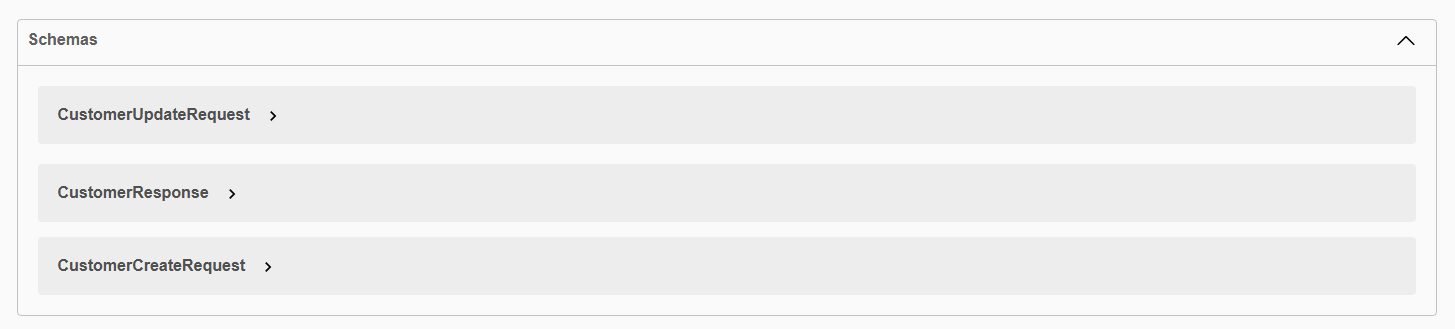 Schemas
CustomerUpdateRequest
CustomerResponse
CustomerCreateRequest